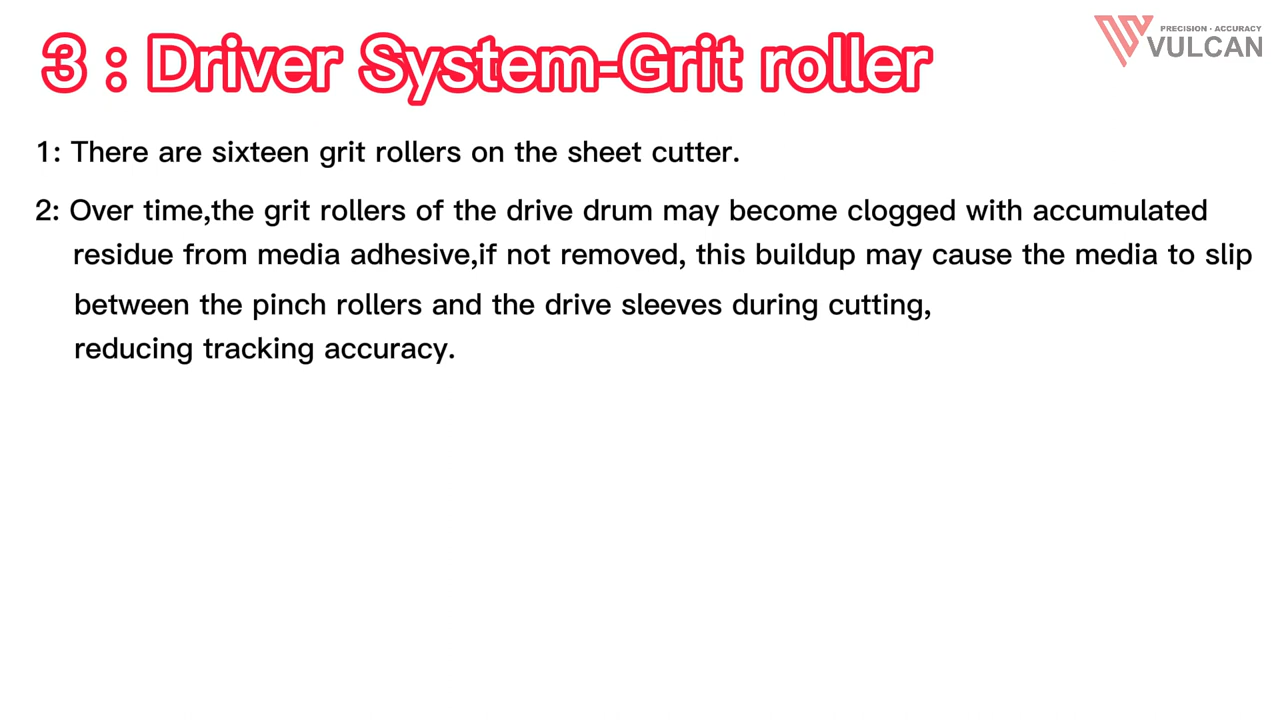 3 : Driver System-Grit roller
PRECISION - ACCURACY
VULCAN
1: There are sixteen grit rollers on the sheet cutter.
2: Over time,the grit rollers of the drive drum may become clogged with accumulated
residue from media adhesive,if not removed, this buildup may cause the media to slip
between the pinch rollers and the drive sleeves during cutting,
reducing tracking accuracy.